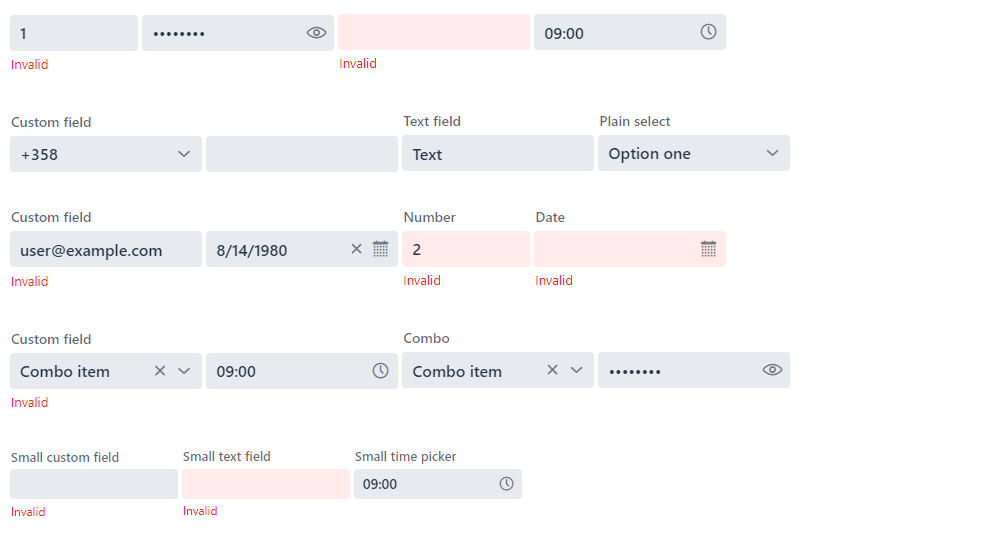 1 •••••••• 09:00
Invalid Invalid
Custom field Text field Plain select
+358 Text Option one
Custom field Number Date
user@example.com 8/14/1980 2
Invalid Invalid Invalid
Custom field Combo
Combo item 09:00 Combo item ••••••••
Invalid
Small custom field Small text field Small time picker
09:00
Invalid Invalid